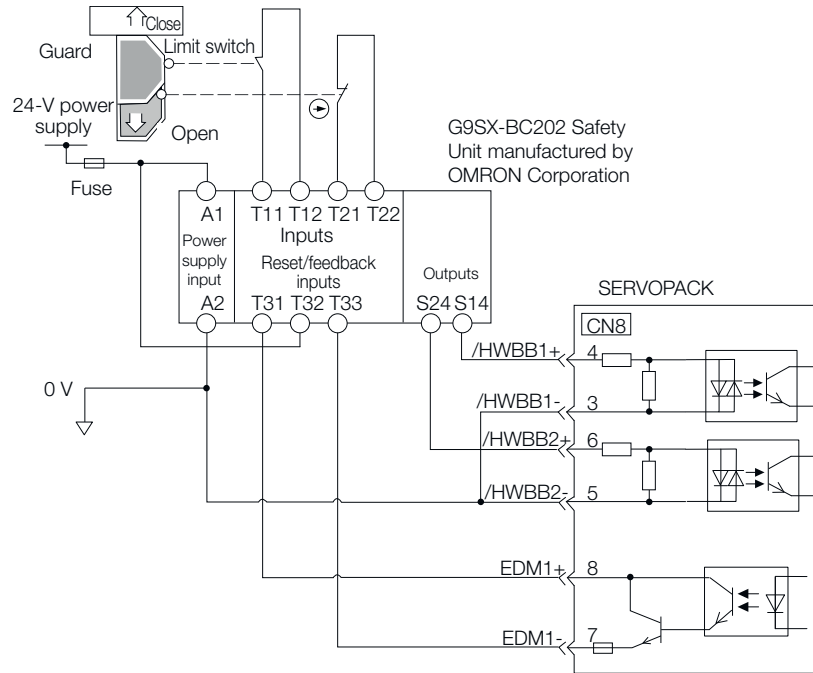 Close
Guard
Limit switch
24-V power
supply
Open
Fuse
G9SX-BC202 Safety
Unit manufactured by
OMRON Corporation
A1 T11 T12 T21 T22
Power
supply
input
Inputs
Reset/feedback
inputs
Outputs
A2 T31 T32 T33 S24 S14
SERVOPACK
CN8
/HWBB1+ 4
0 V
/HWBB1- 3
/HWBB2+ 6
/HWBB2- 5
EDM1+ 8
EDM1- 7